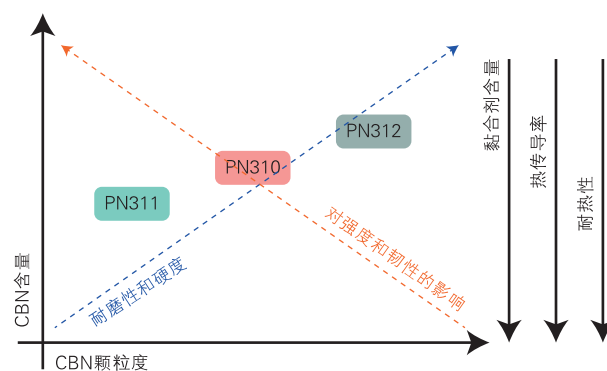 黏合剂含量
热传导率
耐热性
PN312
PN310
PN311
对强度和韧性的影响
耐磨性和硬度
CBN含量
CBN颗粒度